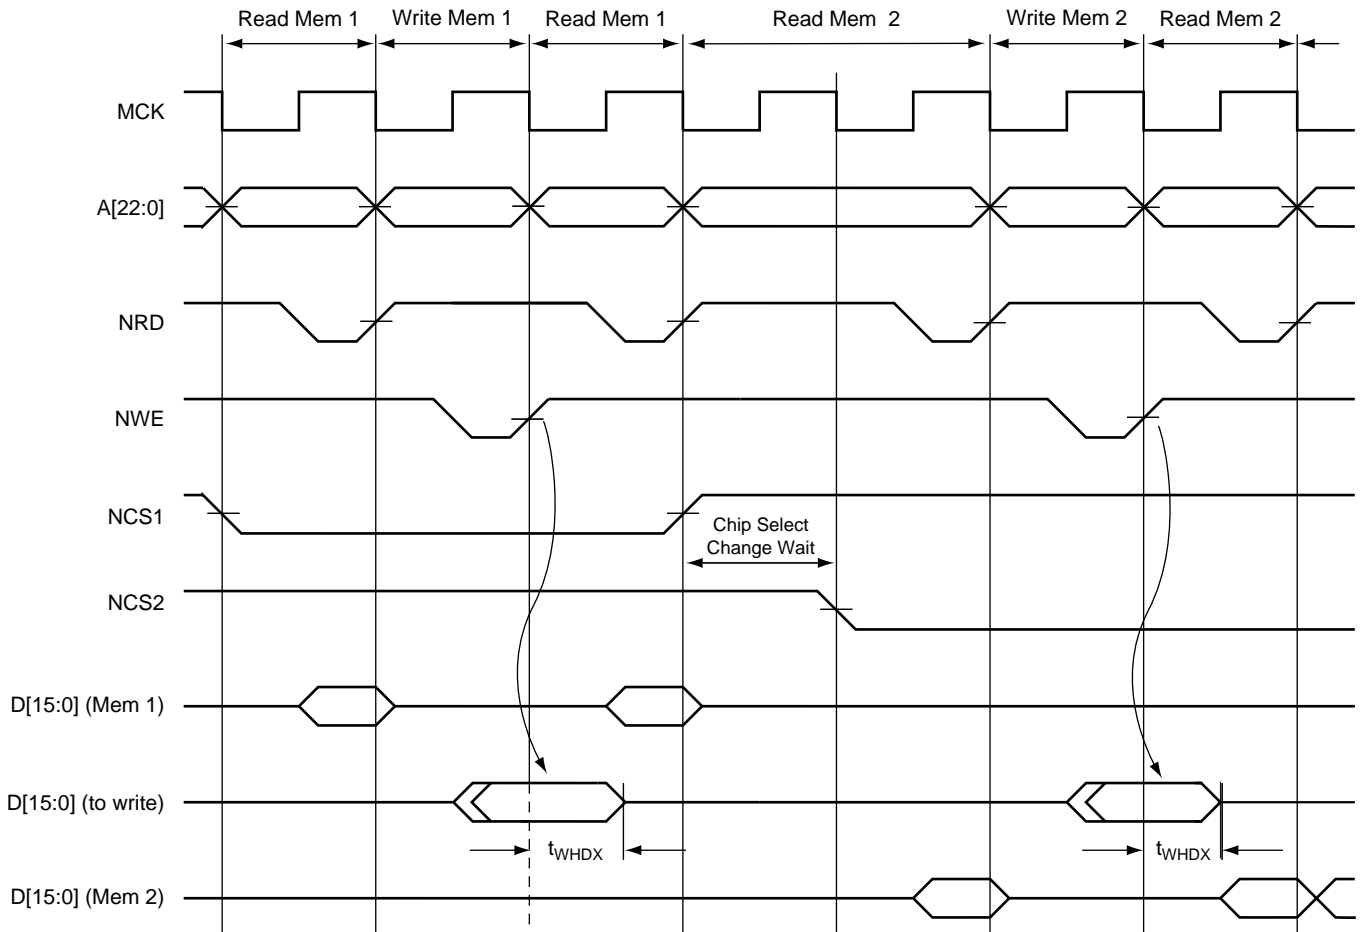 Read Mem 1 Write Mem 1 Read Mem 1 Read Mem 2 Write Mem 2 Read Mem 2
MCK
A[22:0]
NRD
NWE
NCS1
Chip Select
Change Wait
NCS2
D[15:0] (Mem 1)
D[15:0] (to write)
tWHDX tWHDX
D[15:0] (Mem 2)